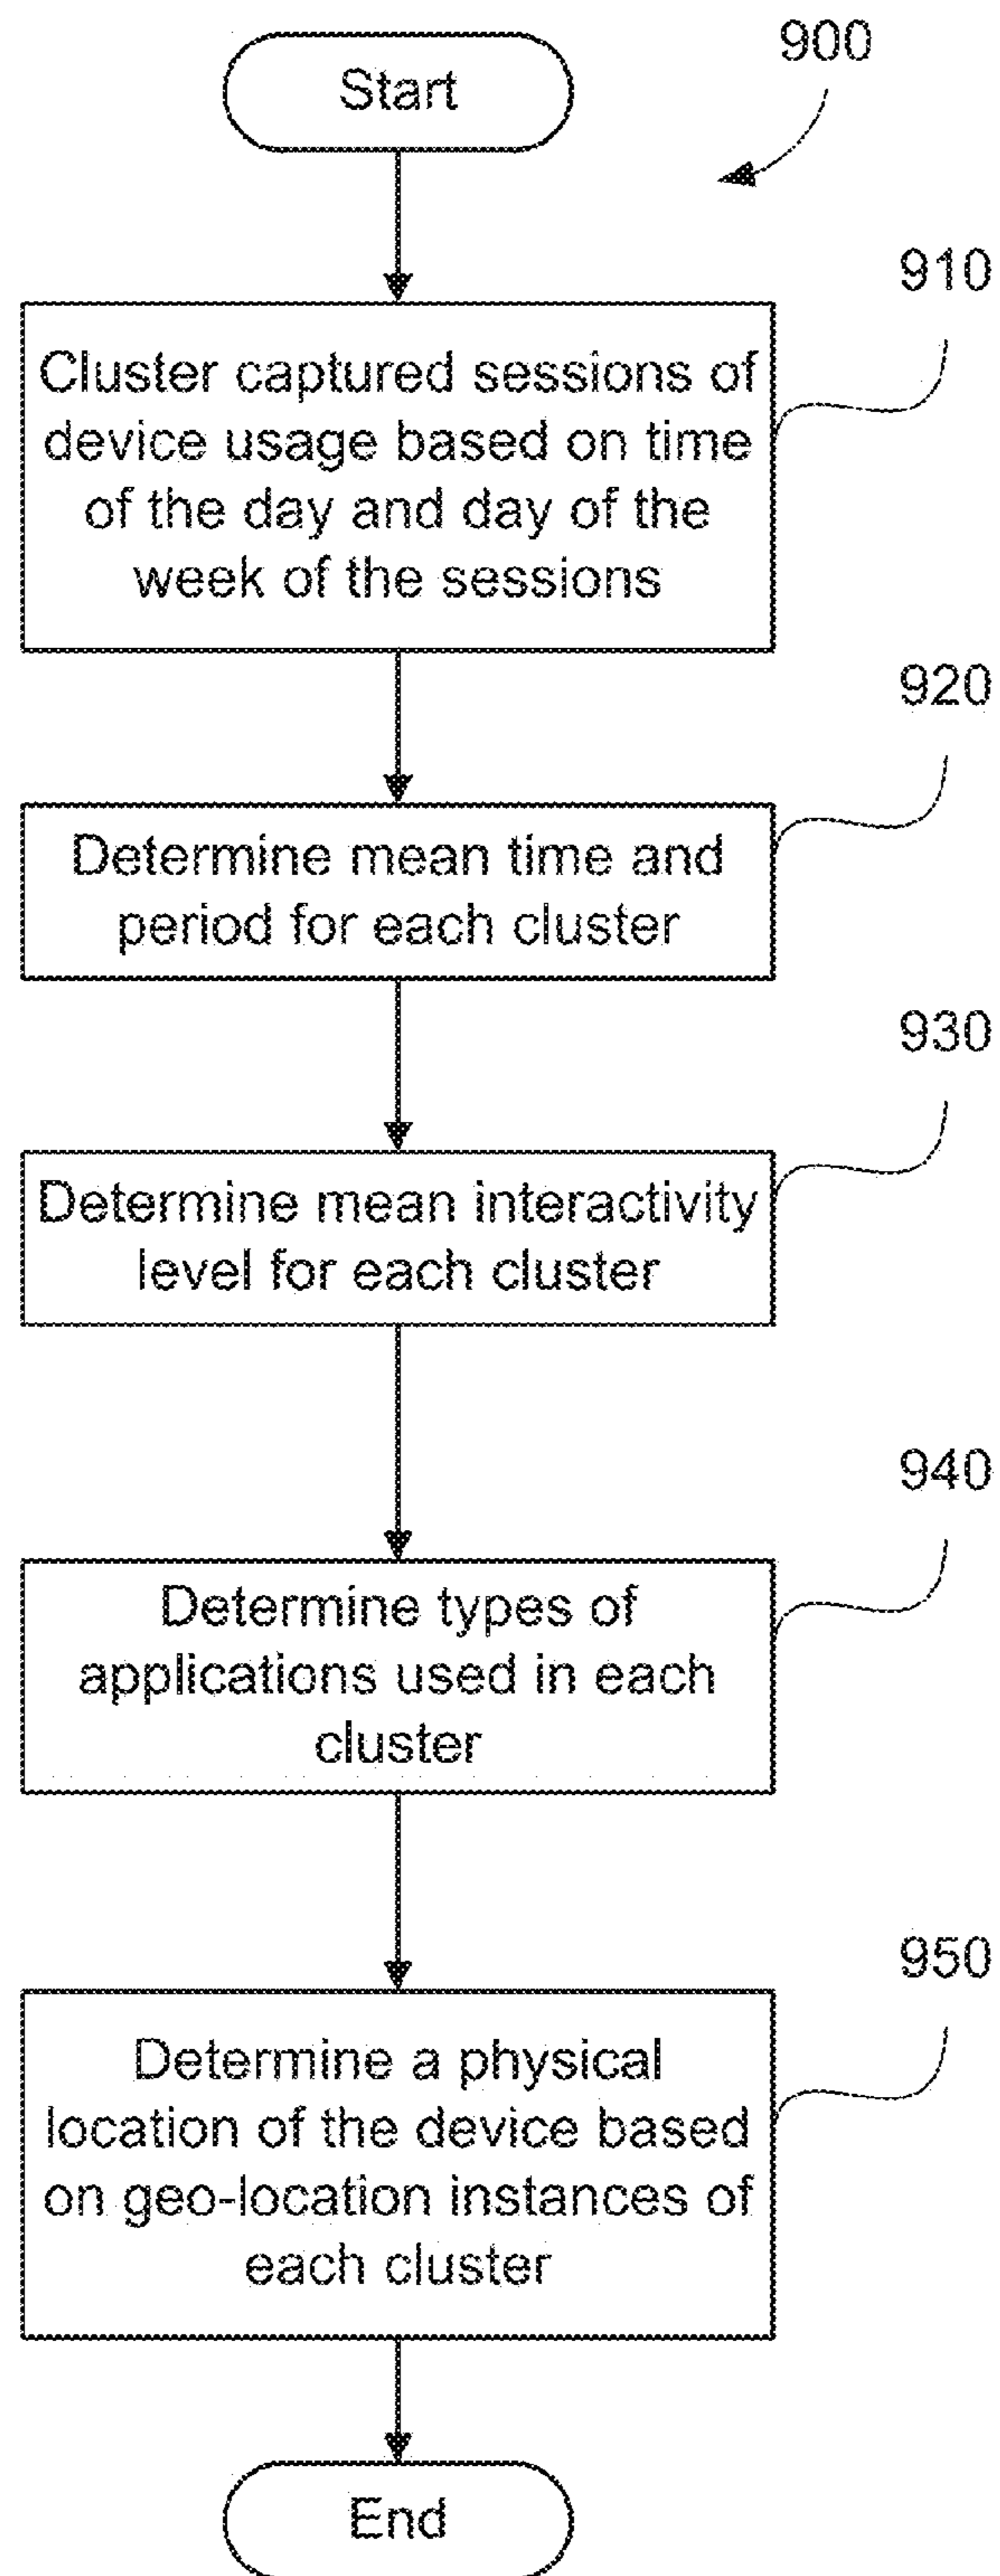 900
Start
910
Cluster captured sessions of
device usage based on time
of the day and day of the
week of the sessions
920
Determine mean time and
period for each cluster
930
Determine mean interactivity
level for each cluster
940
Determine types of
applications used in each
cluster
950
Determine a physical
location of the device based
on geo-location instances of
each cluster
End